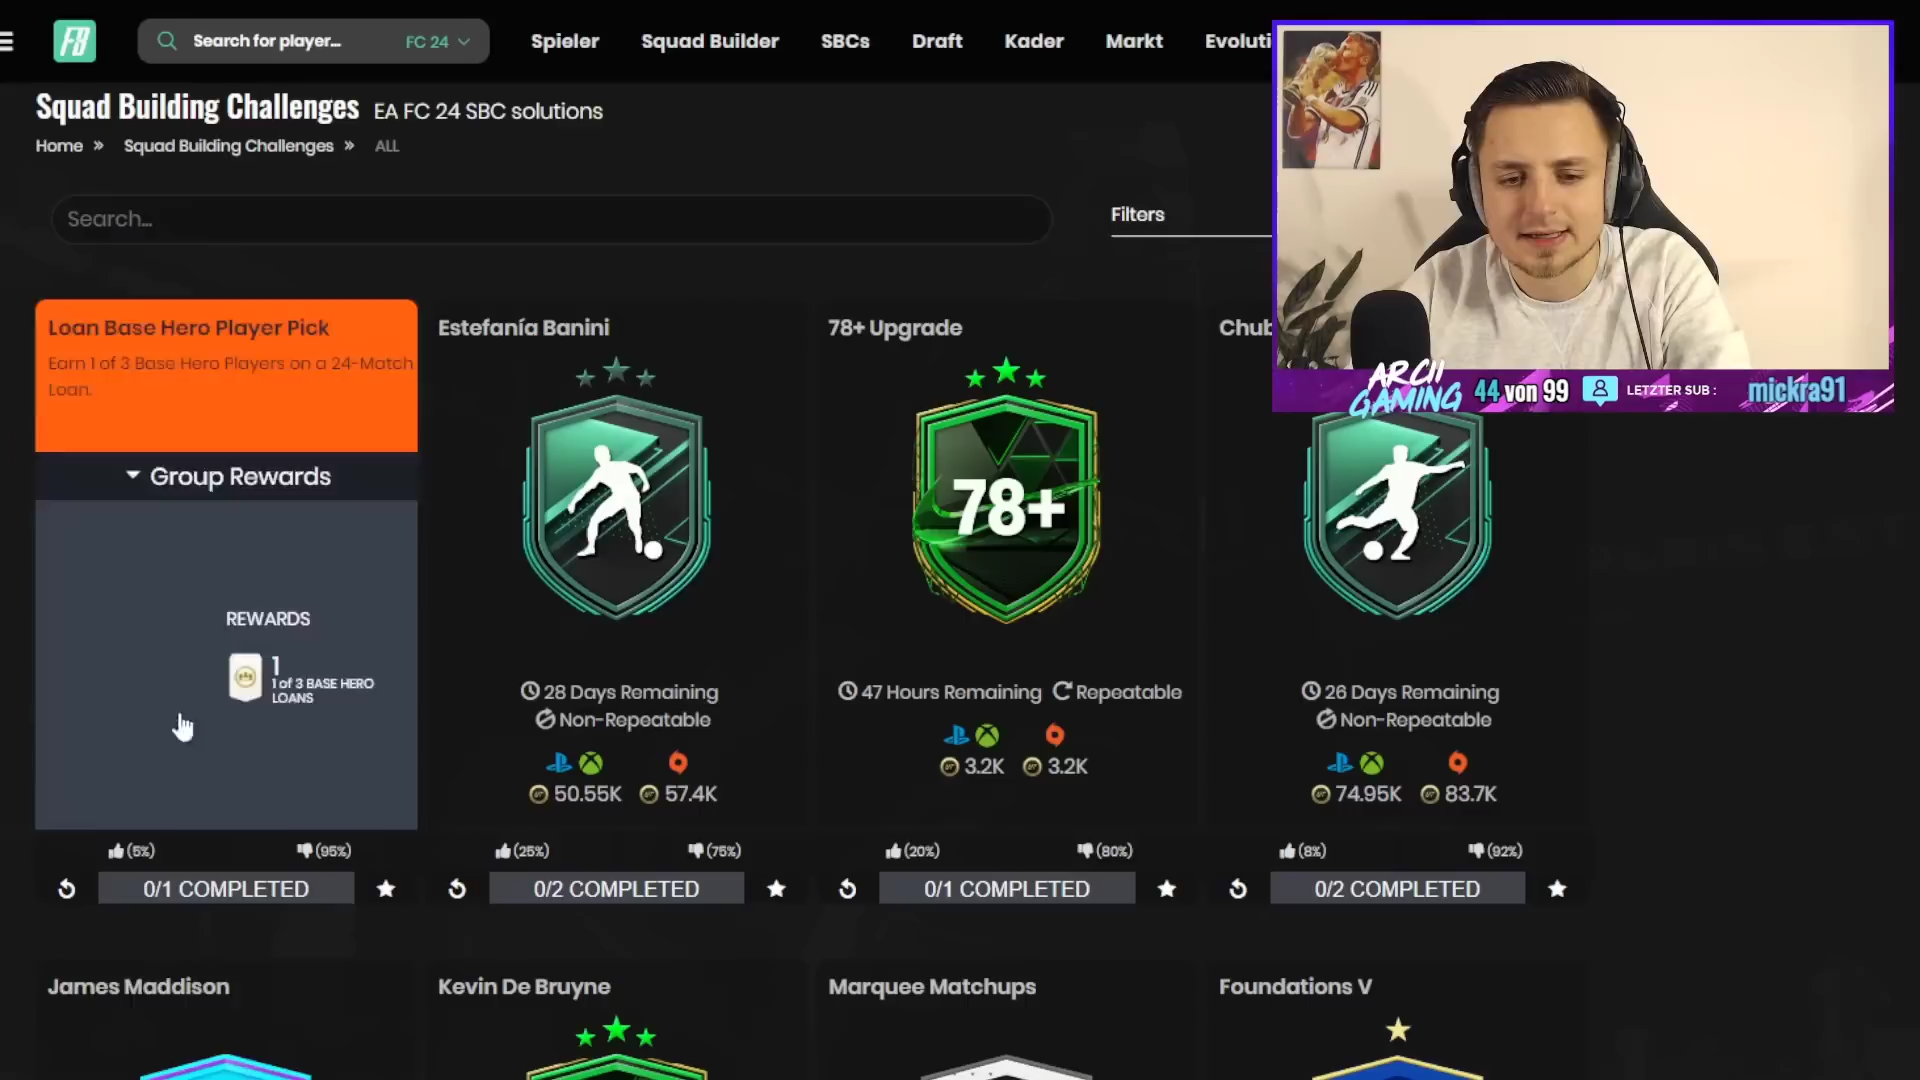 FB
Search for player...
FC 24
Spieler
Squad Builder
SBCs
Draft
Kader
Markt
Squad Building Challenges
EA FC 24 SBC solutions
Home » Squad Building Challenges » ALL
Search...
Filters
ARCII
GAMING
44 von 99
LETZTER SUB :
mickra91
Loan Base Hero Player Pick
Earn 1 of 3 Base Hero Players on a 24-Match
Loan.
Group Rewards
REWARDS
1
1 of 3 BASE HERO
LOANS
(5%)
(95%)
0/1 COMPLETED
Estefanía Banini
28 Days Remaining
Non-Repeatable
50.55K
57.4K
(25%)
(75%)
0/2 COMPLETED
78+ Upgrade
78+
47 Hours Remaining
Repeatable
3.2K
3.2K
(20%)
(80%)
0/1 COMPLETED
26 Days Remaining
Non-Repeatable
74.95K
83.7K
(8%)
(92%)
0/2 COMPLETED
James Maddison
Kevin De Bruyne
Marquee Matchups
Foundations V